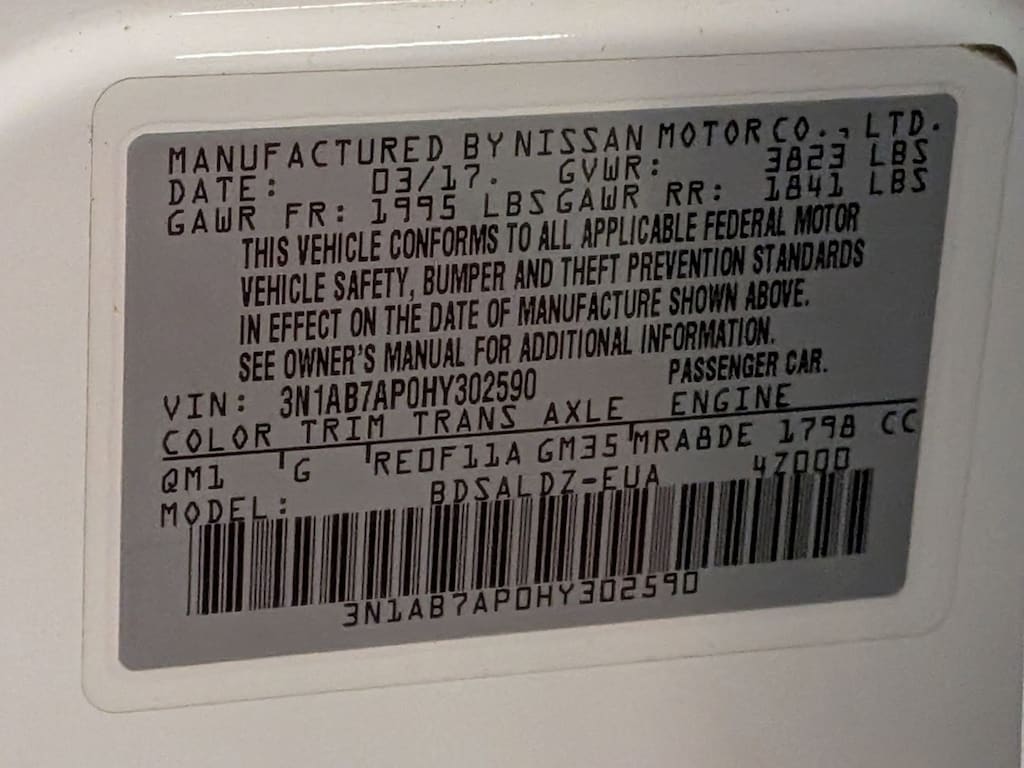 MANUFACTURED BY NISSAN MOTOR CO., LTD.
DATE: 03/17. GVWR: 3823 LBS
GAWR FR: 1995 LBS GAWR RR: 1841 LBS
THIS VEHICLE CONFORMS TO ALL APPLICABLE FEDERAL MOTOR
VEHICLE SAFETY, BUMPER AND THEFT PREVENTION STANDARDS
IN EFFECT ON THE DATE OF MANUFACTURE SHOWN ABOVE.
SEE OWNER'S MANUAL FOR ADDITIONAL INFORMATION.
VIN: 3N1AB7AP0HY302590 PASSENGER CAR.
COLOR TRIM TRANS AXLE ENGINE
QM1 G RE0F11A GM35 MRA8DE 1798 CC
MODEL: BDSALDZ-EUA 4Z000
3N1AB7AP0HY302590